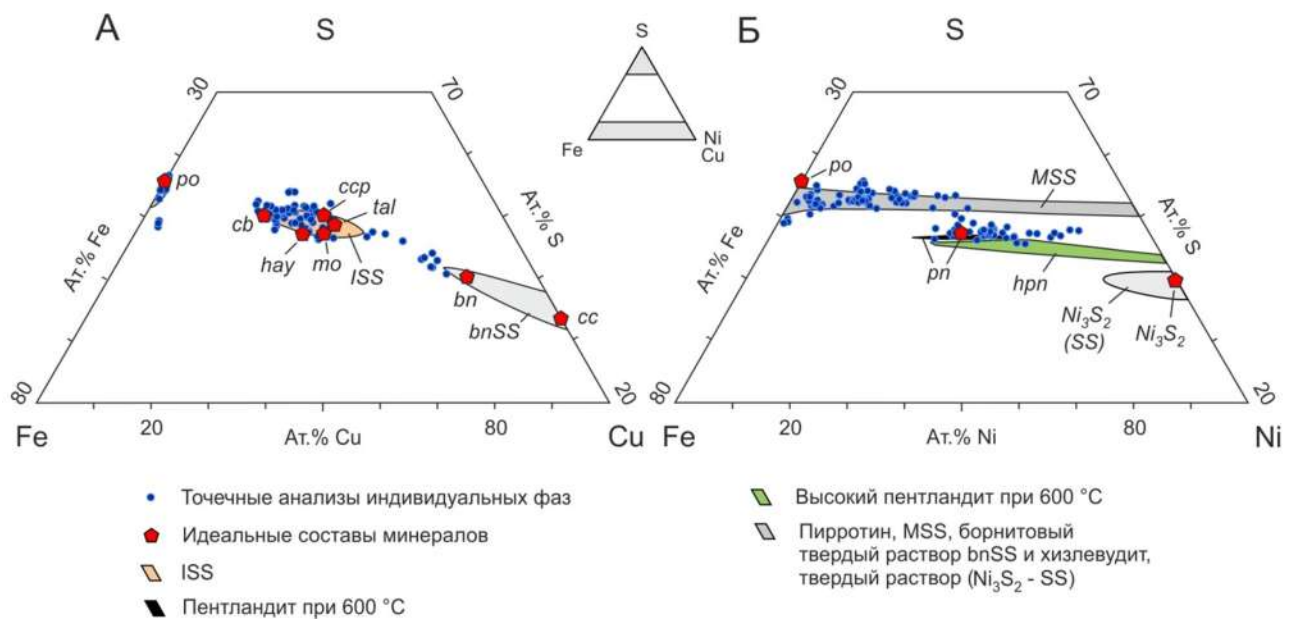 А
S
30
70
po
ccp
tal
cb
hay
mo
ISS
bn
bnSS
cc
Ат.% Fe
Ат.% S
80
20
Fe
20
Ат.% Cu
80
Cu
S
Fe
Ni
Cu
Б
S
30
70
po
MSS
pn
hpn
Ni3S2
(SS)
Ni3S2
Ат.% Fe
Ат.% S
80
20
Fe
20
Ат.% Ni
80
Ni
Точечные анализы индивидуальных фаз
Идеальные составы минералов
ISS
Пентландит при 600 °C
Высокий пентландит при 600 °C
Пирротин, MSS, борнитовый
твердый раствор bnSS и хизлевудит,
твердый раствор (Ni3S2 - SS)